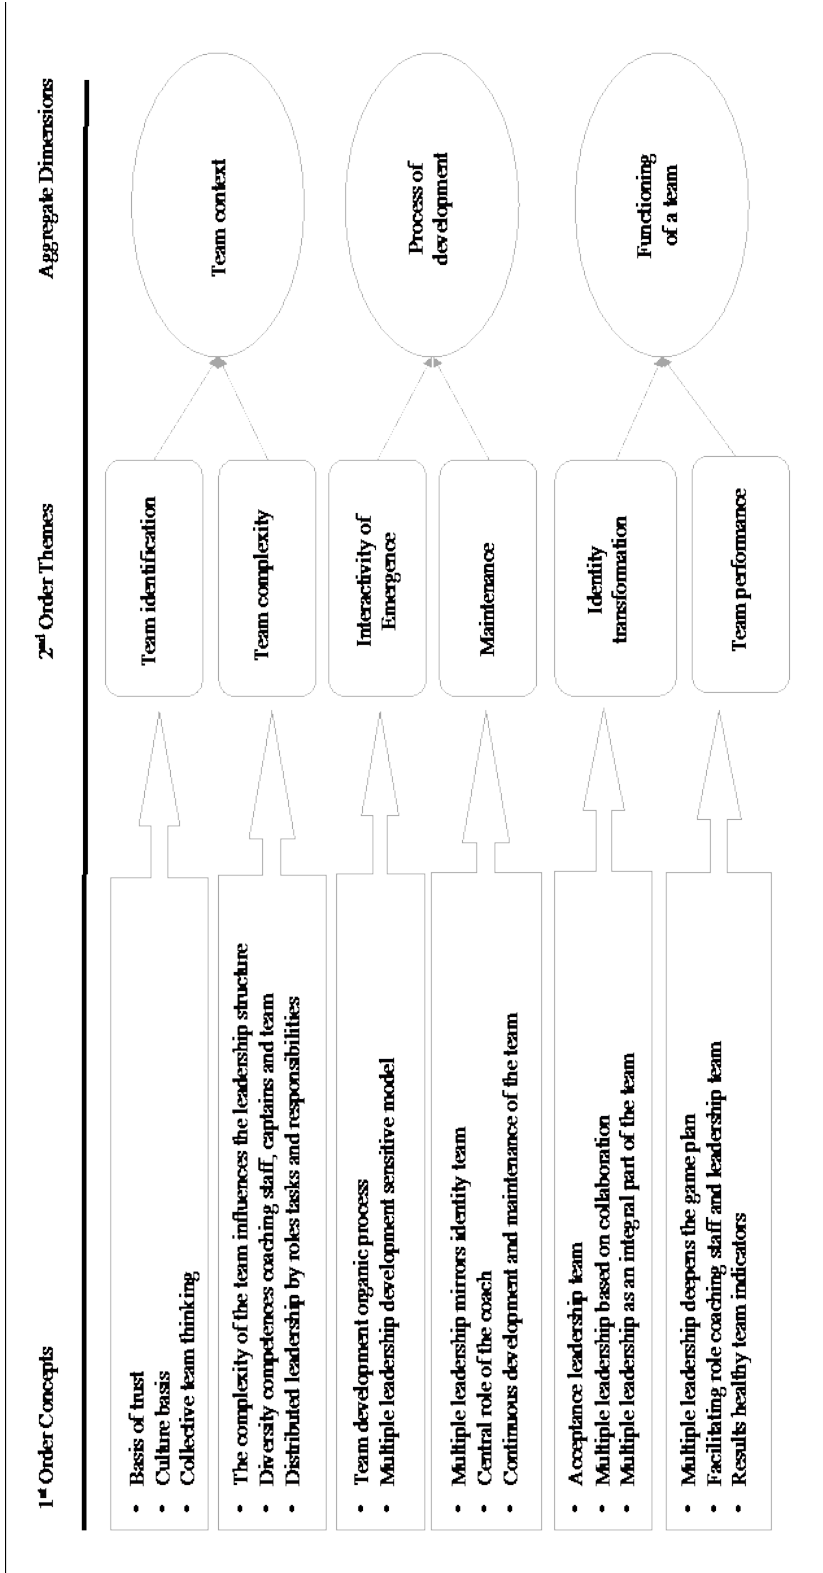 1st Order Concepts
2nd Order Themes
Aggregate Dimensions
• Basis of trust
• Culture basis
• Collective team thinking
Team identification
• The complexity of the team influences the leadership structure
• Diversity competences coaching staff, captains and team
• Distributed leadership by roles tasks and responsibilities
Team complexity
Team context
• Team development organic process
• Multiple leadership development sensitive model
Interactivity of
Emergence
• Multiple leadership mirrors identity team
• Central role of the coach
• Continuous development and maintenance of the team
Maintenance
Process of
development
• Acceptance leadership team
• Multiple leadership based on collaboration
• Multiple leadership as an integral part of the team
Identity
transformation
• Multiple leadership deepens the game plan
• Facilitating role coaching staff and leadership team
• Results healthy team indicators
Team performance
Functioning
of a team